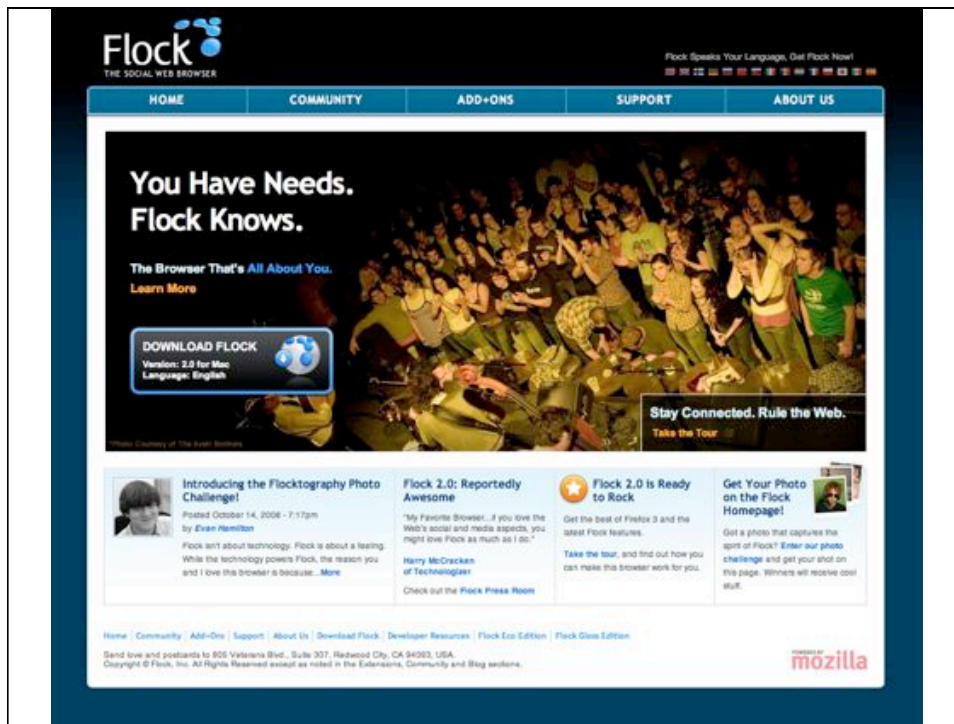 Flock
THE SOCIAL WEB BROWSER
Flock Speaks Your Language, Get Flock Now!
HOME COMMUNITY ADD+ONS SUPPORT ABOUT US
You Have Needs.
Flock Knows.
The Browser That's All About You.
Learn More
DOWNLOAD FLOCK
Version: 2.0 for Mac
Language: English
Stay Connected. Rule the Web.
Take the Tour
*Photo Courtesy of The Avett Brothers
Introducing the Flocktography Photo
Challenge!
Posted October 14, 2008 - 7:17pm
by Evan Hamilton
Flock isn't about technology. Flock is about a feeling.
While the technology powers Flock, the reason you
and I love this browser is because...More
Flock 2.0: Reportedly
Awesome
"My Favorite Browser...if you love the
Web's social and media aspects, you
might love Flock as much as I do."
Harry McCracken
of Technologizer
Check out the Flock Press Room
Flock 2.0 is Ready
to Rock
Get the best of Firefox 3 and the
latest Flock features.
Take the tour, and find out how you
can make this browser work for you.
Get Your Photo
on the Flock
Homepage!
Got a photo that captures the
spirit of Flock? Enter our photo
challenge and get your shot on
this page. Winners will receive cool
stuff.
Home | Community | Add+Ons | Support | About Us | Download Flock | Developer Resources | Flock Eco Edition | Flock Gloss Edition
Send love and postcards to 805 Veterans Blvd., Suite 307, Redwood City, CA 94063, USA.
Copyright © Flock, Inc. All Rights Reserved except as noted in the Extensions, Community and Blog sections.
POWERED BY
mozilla